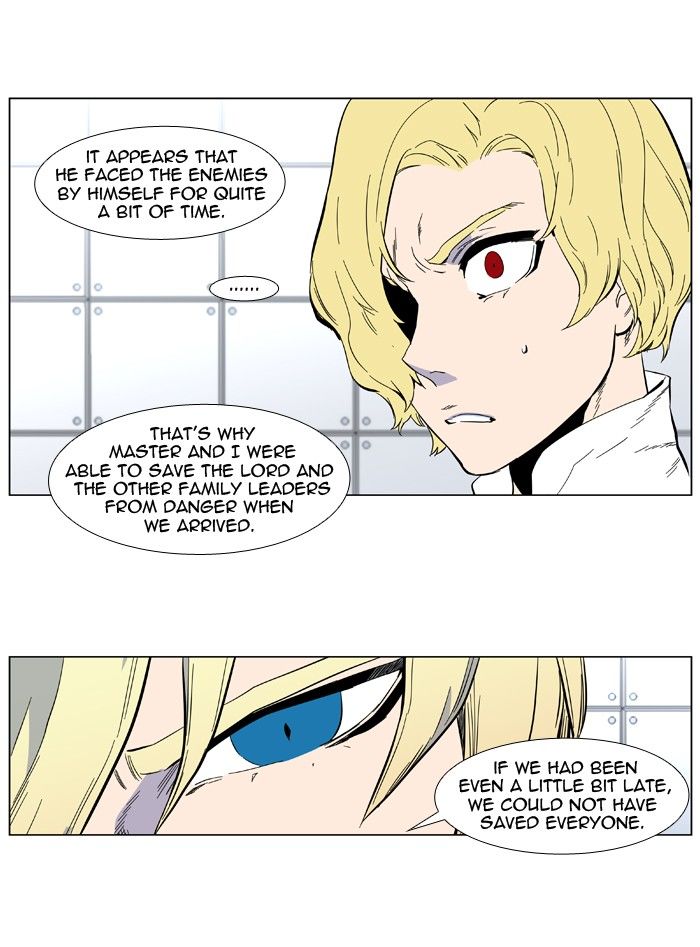 IT APPEARS THAT
HE FACED THE ENEMIES
BY HIMSELF FOR QUITE
A BIT OF TIME.
......
THAT'S WHY
MASTER AND I WERE
ABLE TO SAVE THE LORD AND
THE OTHER FAMILY LEADERS
FROM DANGER WHEN
WE ARRIVED.
IF WE HAD BEEN
EVEN A LITTLE BIT LATE,
WE COULD NOT HAVE
SAVED EVERYONE.